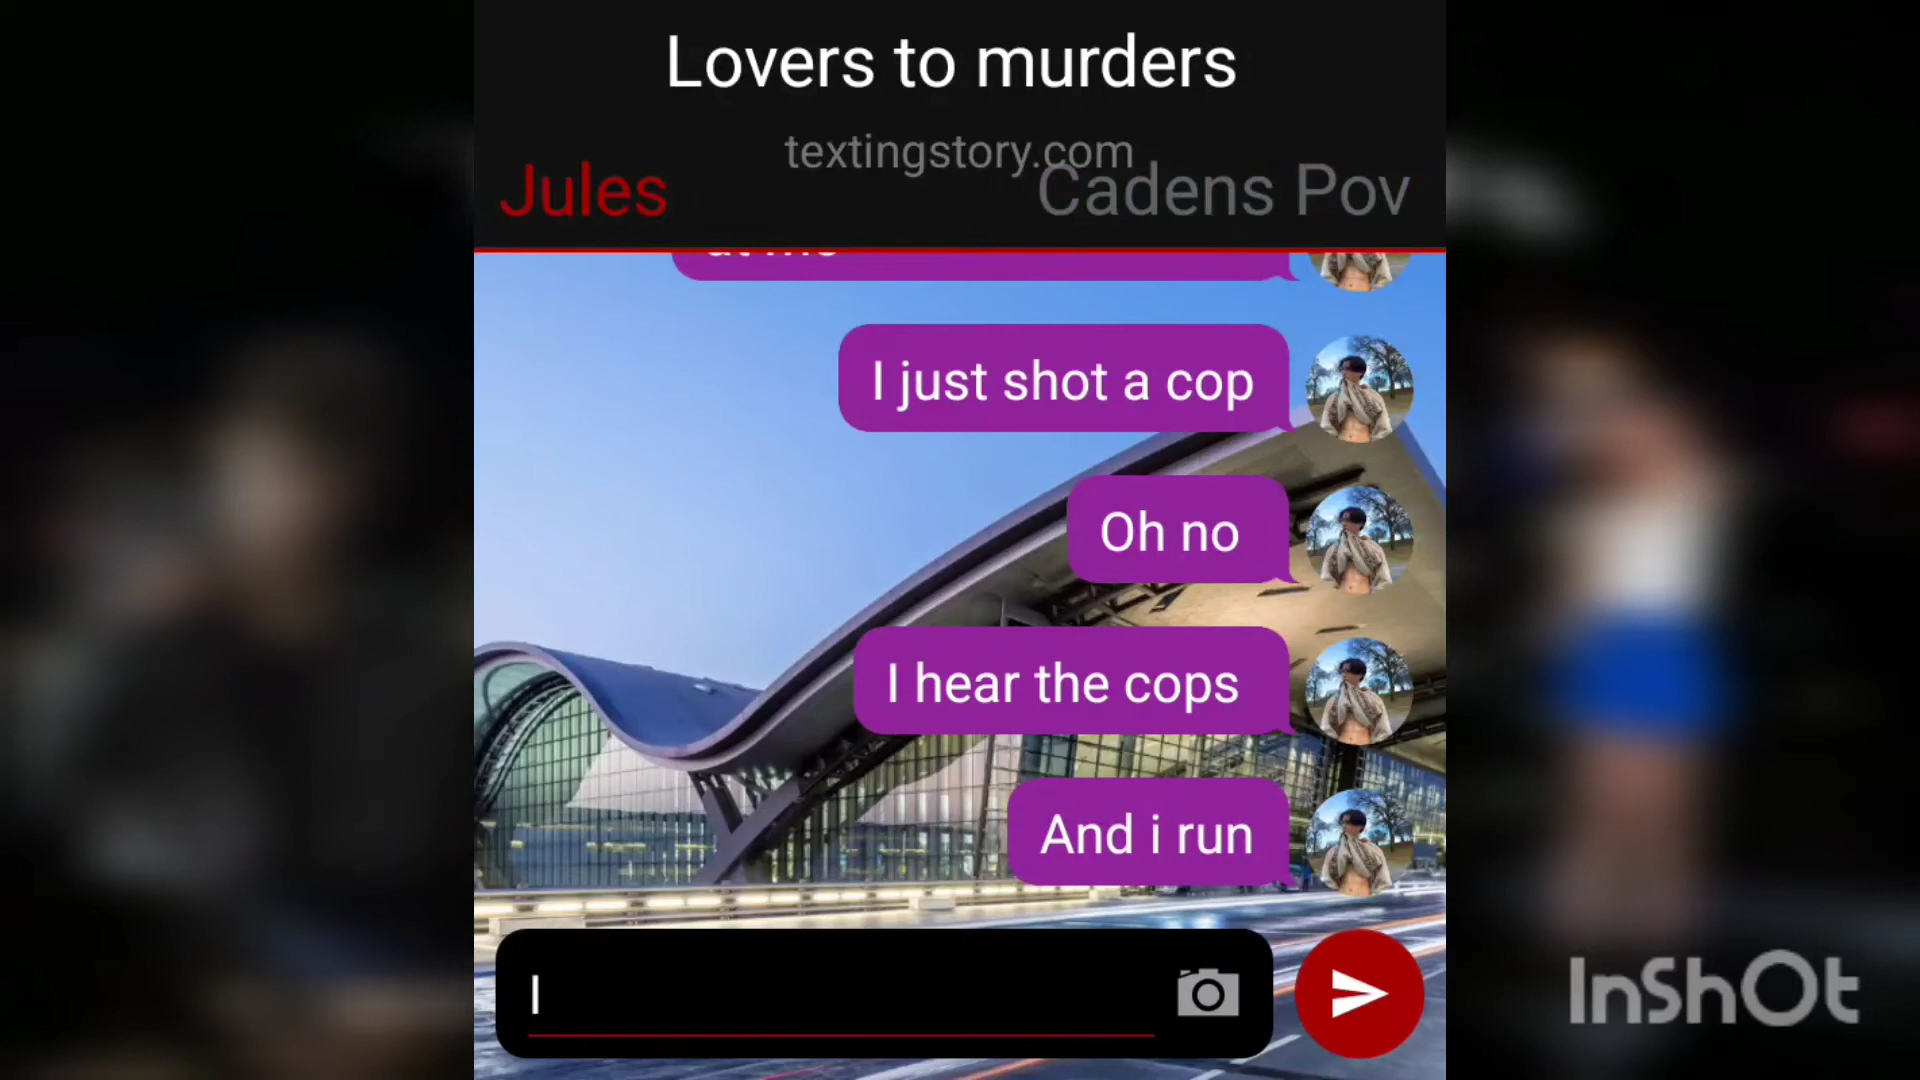 Lovers to murders
textingstory.com
Jules
Cadens Pov
I just shot a cop
Oh no
I hear the cops
And i run
InShOt